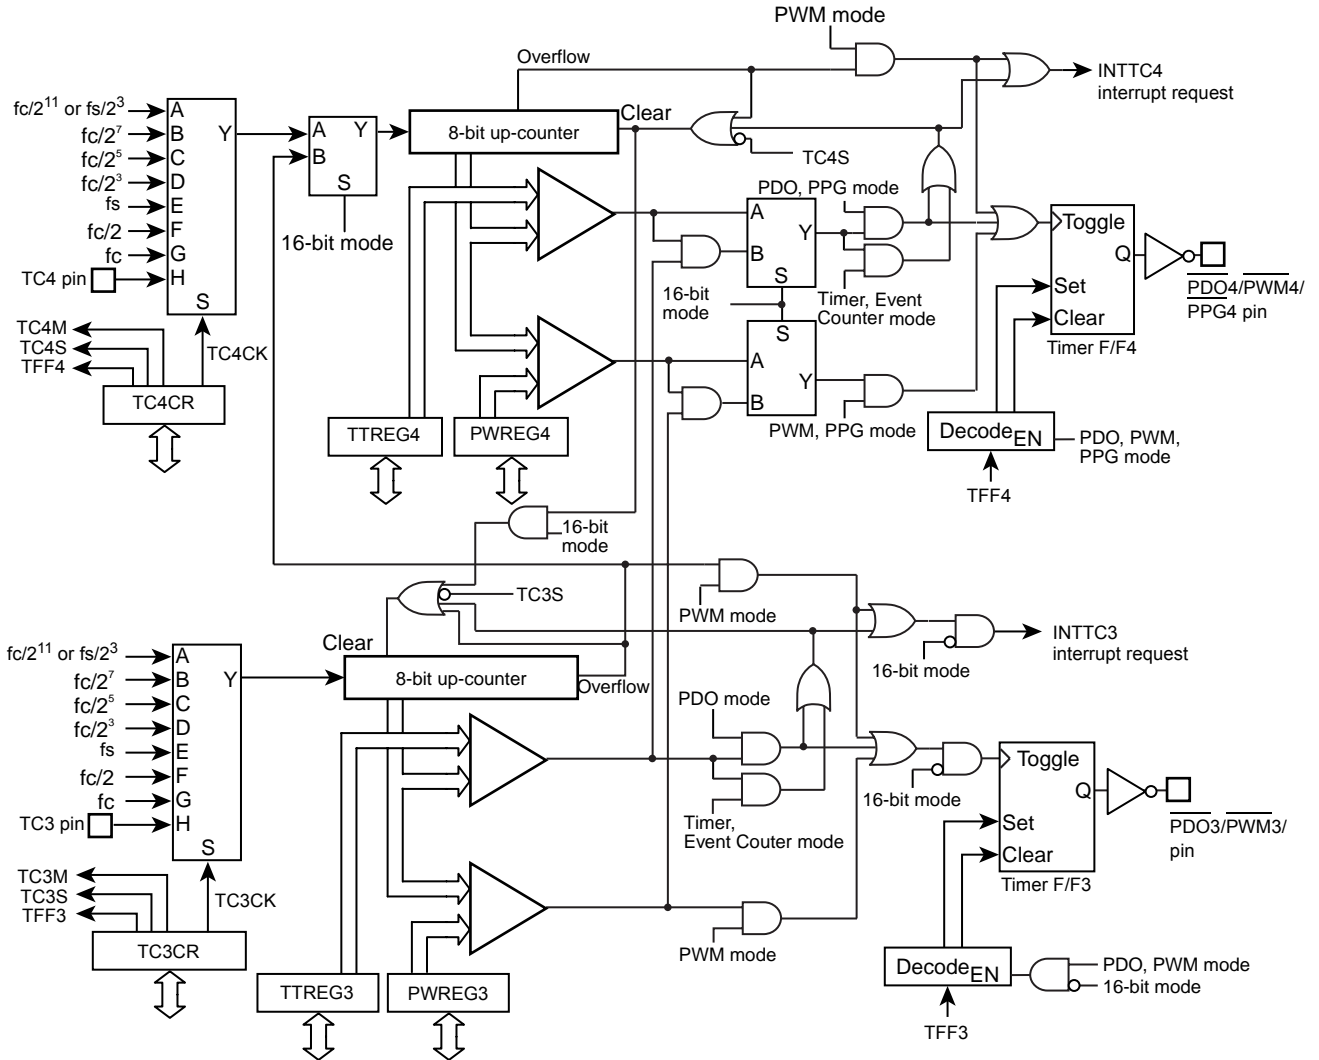 PWM mode
Overflow
INTTC4
interrupt request
fc/2¹¹ or fs/2³
A
fc/2⁷
B
Y
fc/2⁵
C
fc/2³
D
fs
E
fc/2
F
fc
G
TC4 pin
H
S
A
Y
B
S
16-bit mode
8-bit up-counter
Clear
TC4S
PDO, PPG mode
A
Y
B
S
16-bit
mode
Timer, Event
Counter mode
S
A
Y
B
PWM, PPG mode
Toggle
Q
Set
Clear
Timer F/F4
PDO4/PWM4/
PPG4 pin
TC4M
TC4S
TFF4
TC4CK
TC4CR
TTREG4
PWREG4
Decode EN
PDO, PWM,
PPG mode
TFF4
16-bit
mode
TC3S
PWM mode
INTTC3
interrupt request
16-bit mode
Clear
8-bit up-counter
Overflow
fc/2¹¹ or fs/2³
A
fc/2⁷
B
Y
fc/2⁵
C
fc/2³
D
fs
E
fc/2
F
fc
G
TC3 pin
H
S
PDO mode
Timer,
Event Couter mode
16-bit mode
Toggle
Q
Set
Clear
Timer F/F3
PDO3/PWM3/
pin
TC3M
TC3S
TFF3
TC3CK
TC3CR
PWM mode
TTREG3
PWREG3
Decode EN
PDO, PWM mode
16-bit mode
TFF3